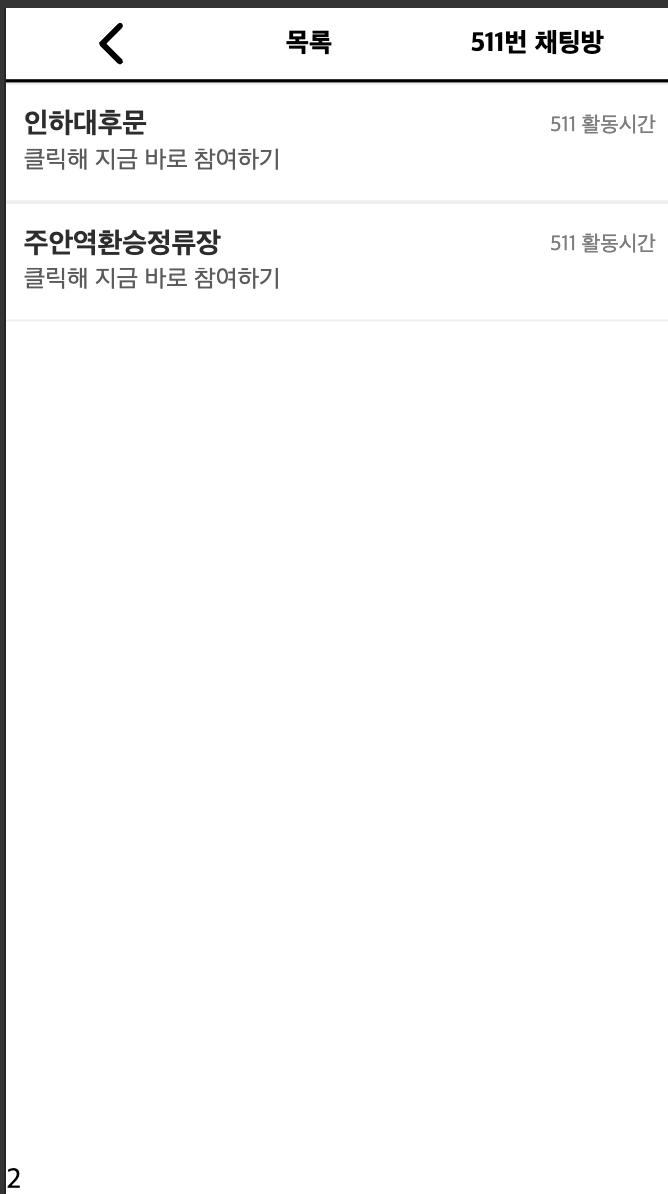 목록 511번 채팅방
인하대후문 511 활동시간
클릭해 지금 바로 참여하기
주안역환승정류장 511 활동시간
클릭해 지금 바로 참여하기
2